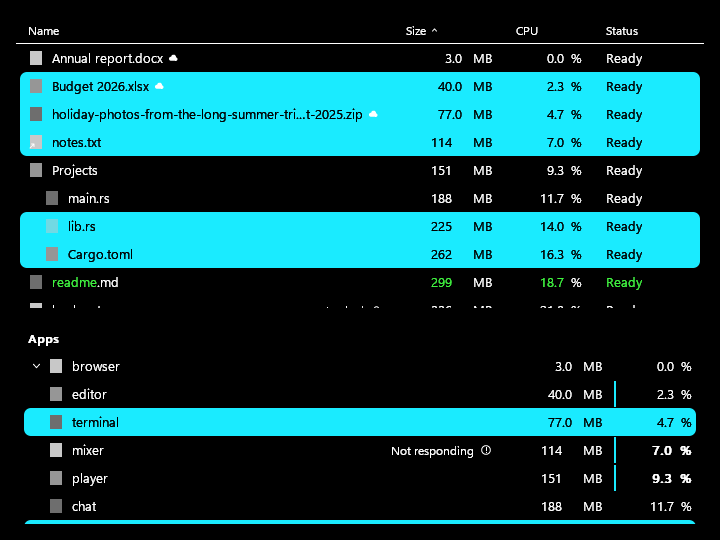 Name Size CPU Status
Annual report.docx 3.0 MB 0.0 % Ready
Budget 2026.xlsx 40.0 MB 2.3 % Ready
holiday-photos-from-the-long-summer-tri...t-2025.zip 77.0 MB 4.7 % Ready
notes.txt 114 MB 7.0 % Ready
Projects 151 MB 9.3 % Ready
main.rs 188 MB 11.7 % Ready
lib.rs 225 MB 14.0 % Ready
Cargo.toml 262 MB 16.3 % Ready
readme.md 299 MB 18.7 % Ready
Apps
browser 3.0 MB 0.0 %
editor 40.0 MB 2.3 %
terminal 77.0 MB 4.7 %
mixer Not responding 114 MB 7.0 %
player 151 MB 9.3 %
chat 188 MB 11.7 %